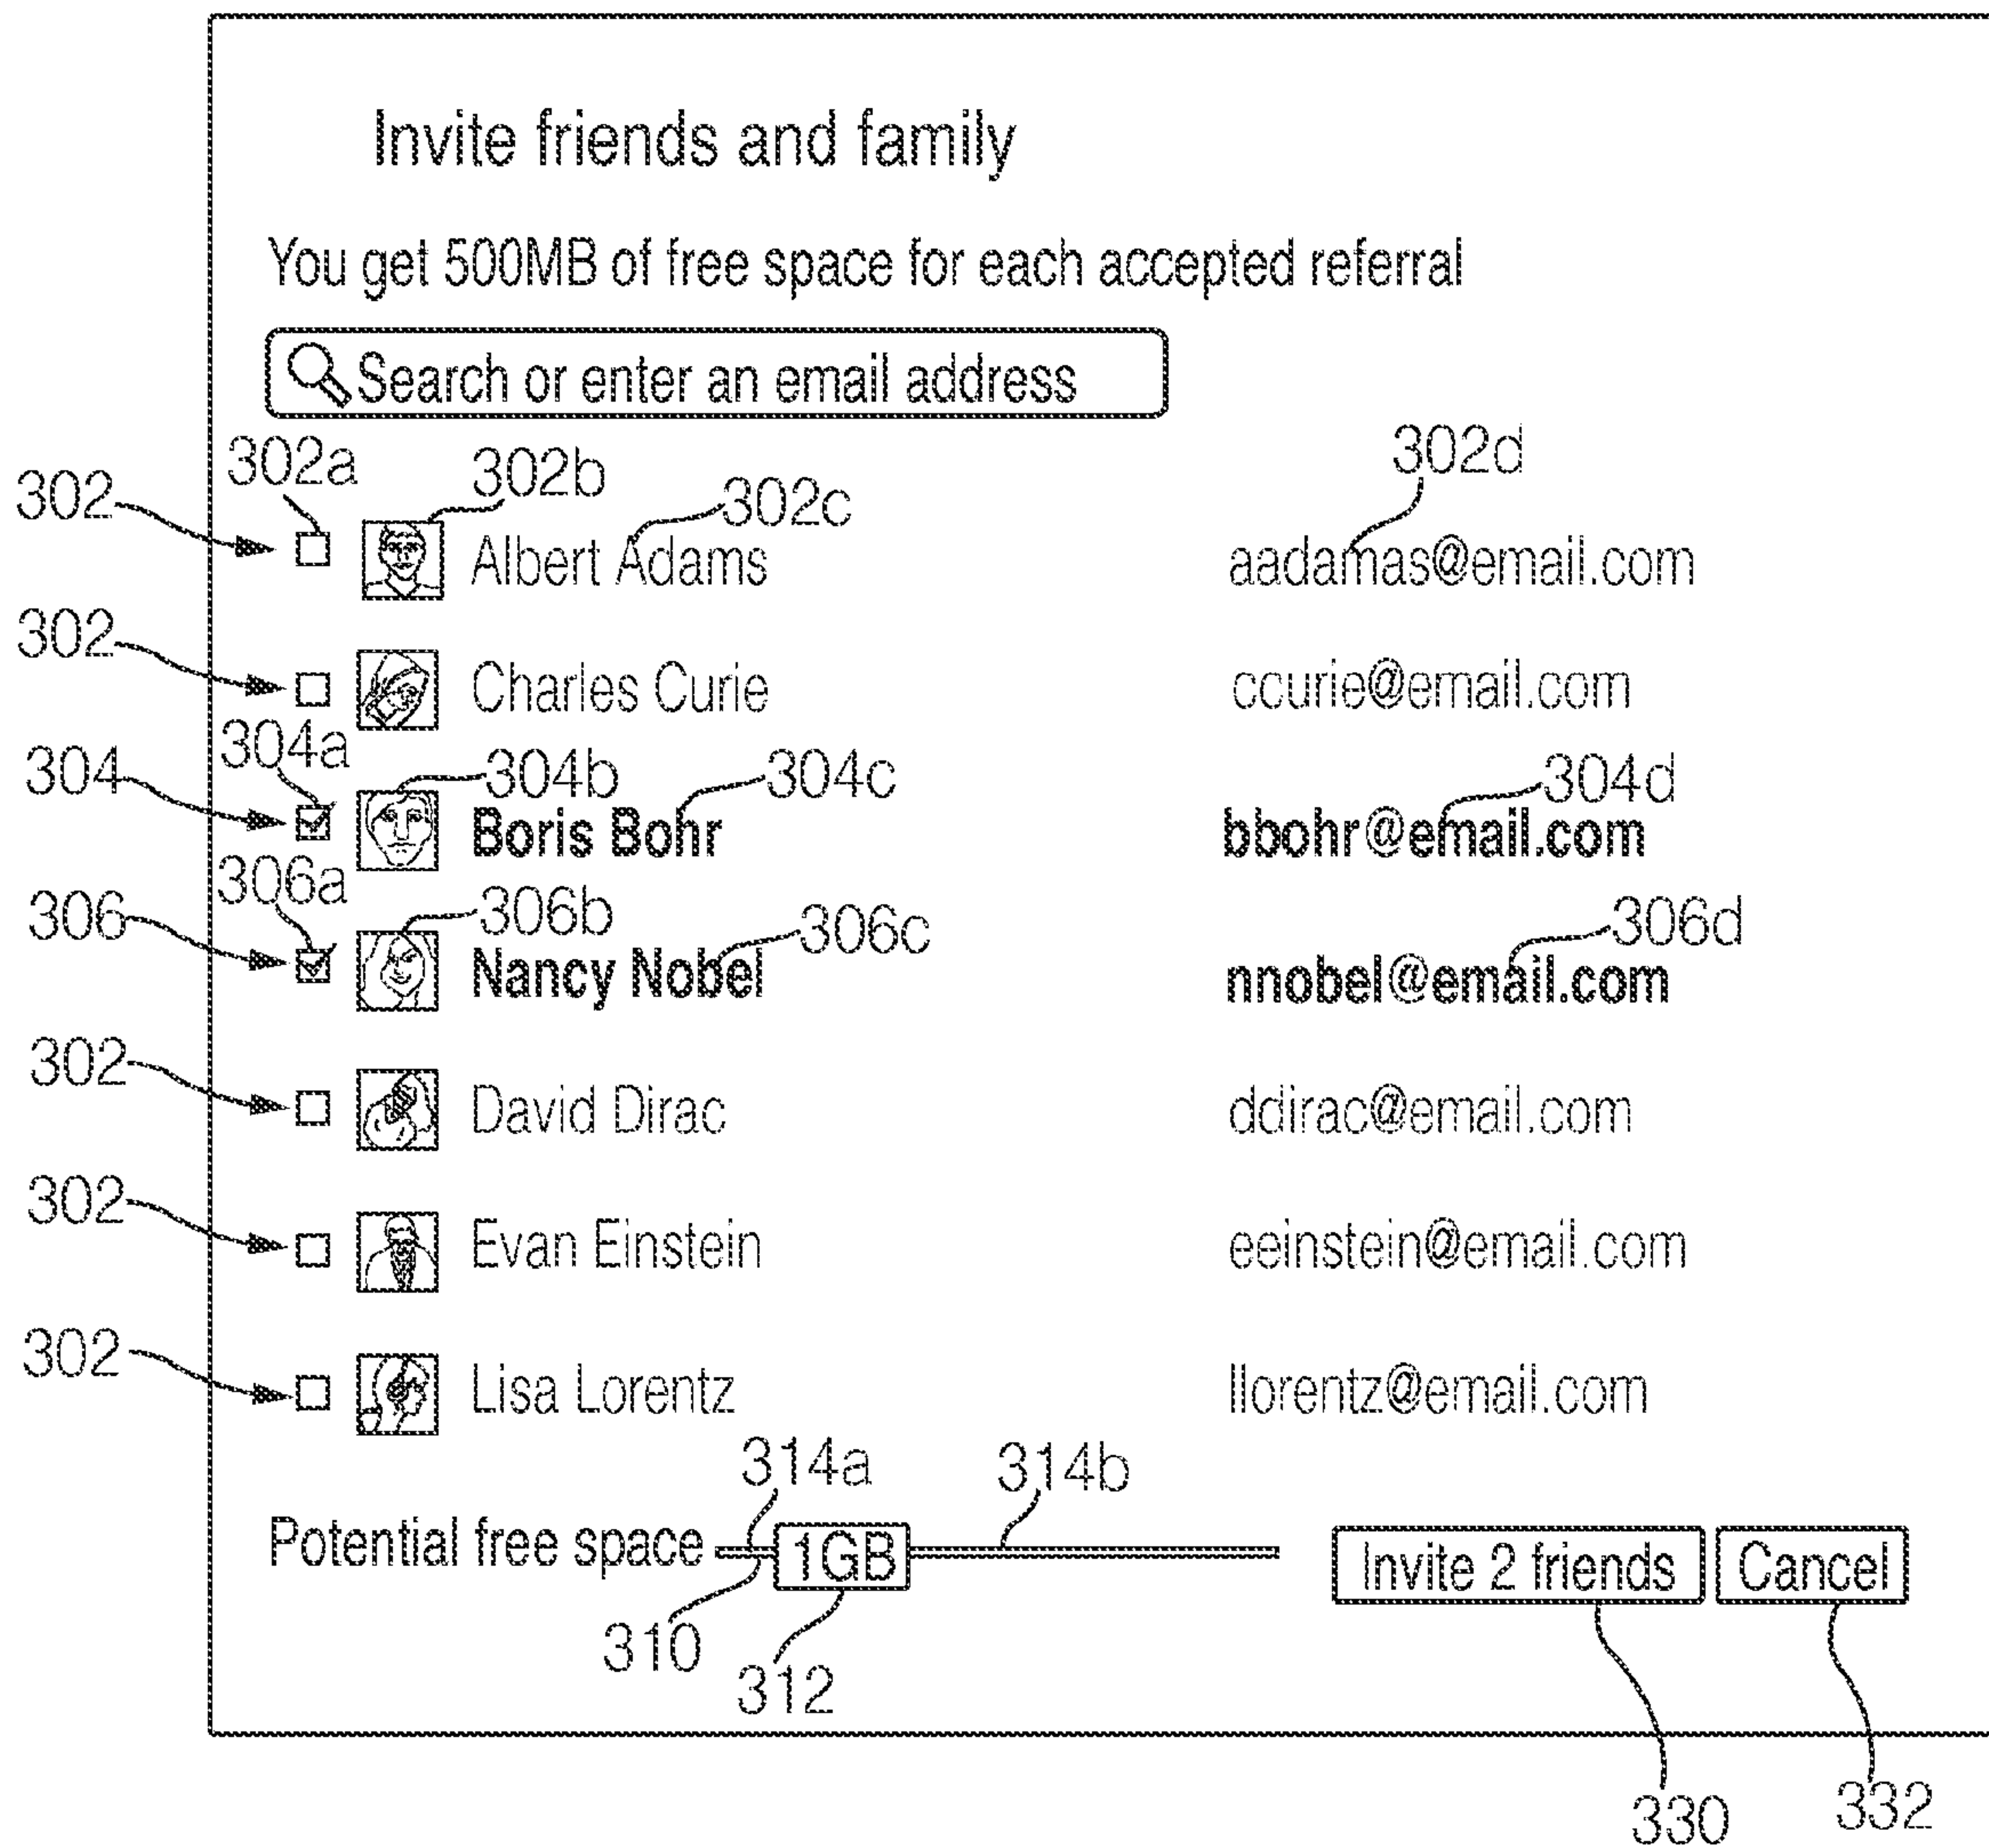 Invite friends and family
You get 500MB of free space for each accepted referral
Search or enter an email address
302 302a 302b 302c 302d
Albert Adams aadamas@email.com
302
Charles Curie ccurie@email.com
304 304a 304b 304c 304d
Boris Bohr bbohr@email.com
306 306a 306b 306c 306d
Nancy Nobel nnobel@email.com
302
David Dirac ddirac@email.com
302
Evan Einstein eeinstein@email.com
302
Lisa Lorentz llorentz@email.com
314a 314b
Potential free space 1GB Invite 2 friends Cancel
310
312
330 332